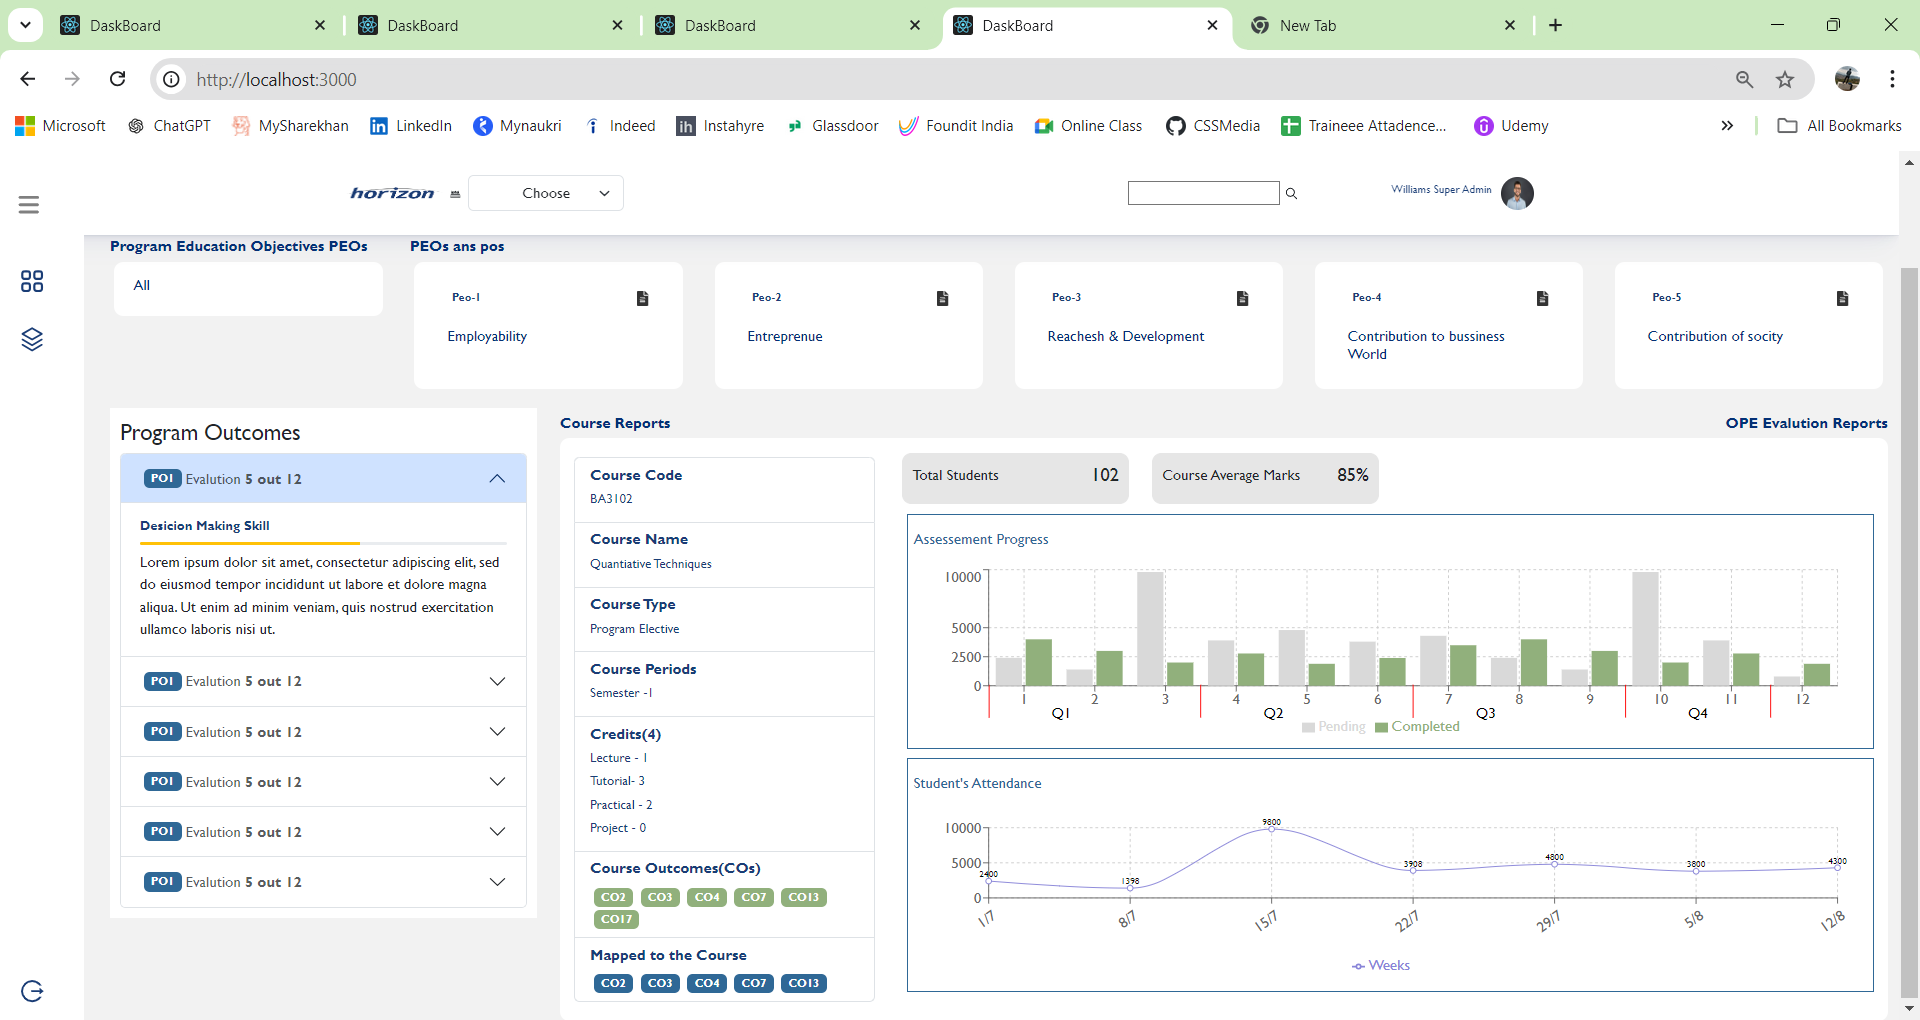 DaskBoard DaskBoard DaskBoard DaskBoard New Tab
http://localhost:3000
Microsoft ChatGPT MySharekhan LinkedIn Mynaukri Indeed Instahyre Glassdoor Foundit India Online Class CSSMedia Traineee Attadence... Udemy » All Bookmarks
horizon Choose Williams Super Admin
Program Education Objectives PEOs PEOs ans pos
All
Peo-1 Peo-2 Peo-3 Peo-4 Peo-5
Employability Entreprenue Reachesh & Development Contribution to bussiness Contribution of socity
World
Program Outcomes
POI Evalution 5 out 12
Desicion Making Skill
Lorem ipsum dolor sit amet, consectetur adipiscing elit, sed
do eiusmod tempor incididunt ut labore et dolore magna
aliqua. Ut enim ad minim veniam, quis nostrud exercitation
ullamco laboris nisi ut.
POI Evalution 5 out 12
POI Evalution 5 out 12
POI Evalution 5 out 12
POI Evalution 5 out 12
POI Evalution 5 out 12
Course Reports OPE Evalution Reports
Course Code
BA3102
Course Name
Quantiative Techniques
Course Type
Program Elective
Course Periods
Semester -1
Credits(4)
Lecture - 1
Tutorial- 3
Practical - 2
Project - 0
Course Outcomes(COs)
CO2 CO3 CO4 CO7 CO13
CO17
Mapped to the Course
CO2 CO3 CO4 CO7 CO13
Total Students 102 Course Average Marks 85%
Assessement Progress
10000
5000
2500
0
1 2 3 4 5 6 7 8 9 10 11 12
Q1 Q2 Q3 Q4
Pending Completed
Student's Attendance
10000
5000
0
2400 1398 9800 3908 4800 3800 4300
1/7 8/7 15/7 22/7 29/7 5/8 12/8
Weeks